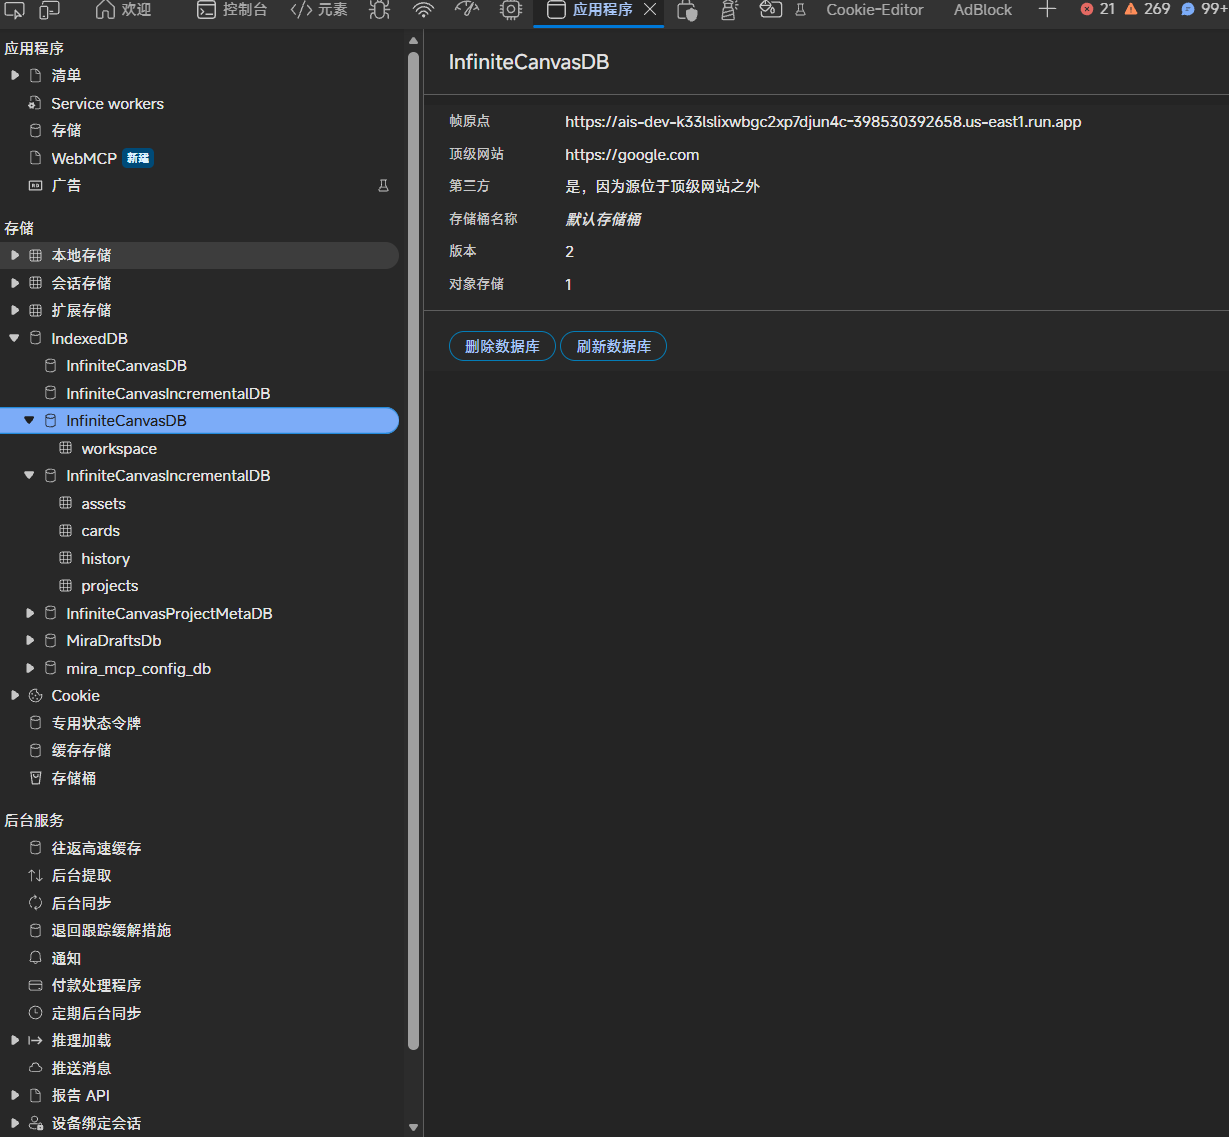 欢迎 控制台 元素 应用程序 Cookie-Editor AdBlock 21 269 99+
应用程序
清单
Service workers
存储
WebMCP 新建
广告
存储
本地存储
会话存储
扩展存储
IndexedDB
InfiniteCanvasDB
InfiniteCanvasIncrementalDB
InfiniteCanvasDB
workspace
InfiniteCanvasIncrementalDB
assets
cards
history
projects
InfiniteCanvasProjectMetaDB
MiraDraftsDb
mira_mcp_config_db
Cookie
专用状态令牌
缓存存储
存储桶
后台服务
往返高速缓存
后台提取
后台同步
退回跟踪缓解措施
通知
付款处理程序
定期后台同步
推理加载
推送消息
报告 API
设备绑定会话
InfiniteCanvasDB
帧原点 https://ais-dev-k33lslixwbgc2xp7djun4c-398530392658.us-east1.run.app
顶级网站 https://google.com
第三方 是，因为源位于顶级网站之外
存储桶名称 默认存储桶
版本 2
对象存储 1
删除数据库 刷新数据库